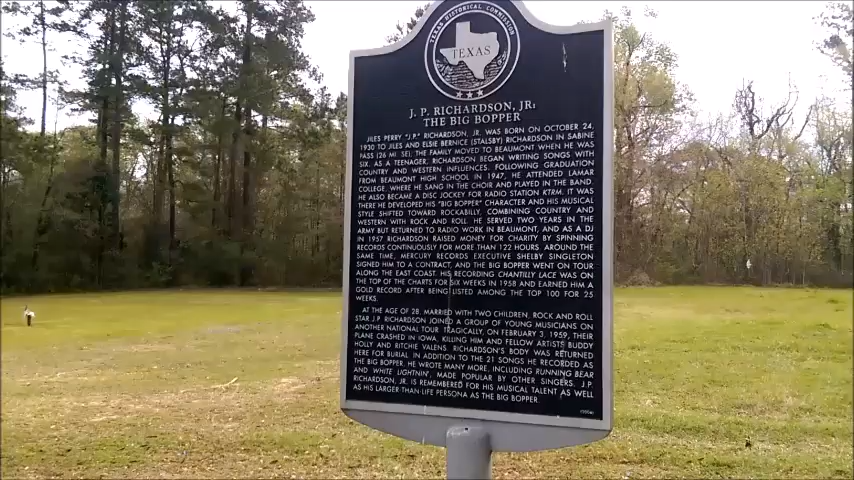 TEXAS HISTORICAL COMMISSION
TEXAS
J. P. RICHARDSON, JR.
THE BIG BOPPER
JILES PERRY "J.P." RICHARDSON, JR. WAS BORN ON OCTOBER 24,
1930 TO JILES AND ELSIE BERNICE (STALSBY) RICHARDSON IN SABINE
PASS (26 MI SE). THE FAMILY MOVED TO BEAUMONT WHEN HE WAS
SIX. AS A TEENAGER, RICHARDSON BEGAN WRITING SONGS WITH
COUNTRY AND WESTERN INFLUENCES. FOLLOWING GRADUATION
FROM BEAUMONT HIGH SCHOOL IN 1947, HE ATTENDED LAMAR
COLLEGE, WHERE HE SANG IN THE CHOIR AND PLAYED IN THE BAND.
HE ALSO BECAME A DISC JOCKEY FOR RADIO STATION KTRM. IT WAS
THERE HE DEVELOPED HIS "BIG BOPPER" CHARACTER AND HIS MUSICAL
STYLE SHIFTED TOWARD ROCKABILLY, COMBINING COUNTRY AND
WESTERN WITH ROCK AND ROLL. HE SERVED TWO YEARS IN THE
ARMY BUT RETURNED TO RADIO WORK IN BEAUMONT, AND AS A DJ
IN 1957 RICHARDSON RAISED MONEY FOR CHARITY BY SPINNING
RECORDS CONTINUOUSLY FOR MORE THAN 122 HOURS. AROUND THE
SAME TIME, MERCURY RECORDS EXECUTIVE SHELBY SINGLETON
SIGNED HIM TO A CONTRACT, AND THE BIG BOPPER WENT ON TOUR
ALONG THE EAST COAST. HIS RECORDING CHANTILLY LACE WAS ON
THE TOP OF THE CHARTS FOR SIX WEEKS IN 1958 AND EARNED HIM A
GOLD RECORD AFTER BEING LISTED AMONG THE TOP 100 FOR 25
WEEKS.
AT THE AGE OF 28, MARRIED WITH TWO CHILDREN, ROCK AND ROLL
STAR J.P. RICHARDSON JOINED A GROUP OF YOUNG MUSICIANS ON
ANOTHER NATIONAL TOUR. TRAGICALLY, ON FEBRUARY 3, 1959, THEIR
PLANE CRASHED IN IOWA, KILLING HIM AND FELLOW ARTISTS BUDDY
HOLLY AND RITCHIE VALENS. RICHARDSON'S BODY WAS RETURNED
HERE FOR BURIAL. IN ADDITION TO THE 21 SONGS HE RECORDED AS
THE BIG BOPPER, HE WROTE MANY MORE, INCLUDING RUNNING BEAR
AND WHITE LIGHTNIN', MADE POPULAR BY OTHER SINGERS. J.P.
RICHARDSON, JR. IS REMEMBERED FOR HIS MUSICAL TALENT AS WELL
AS HIS LARGER THAN LIFE PERSONA AS THE BIG BOPPER.